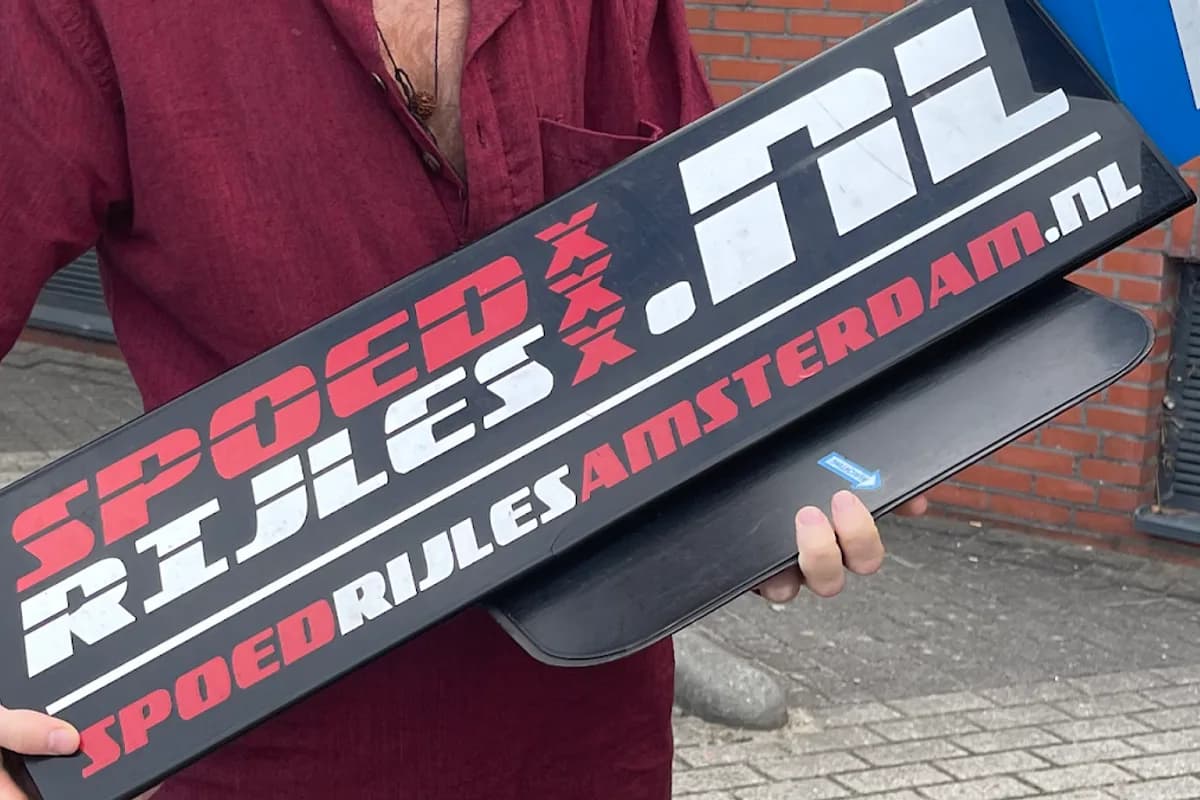 SPOED
RIJLES
XXX
.NL
SPOEDRIJLESAMSTERDAM.NL